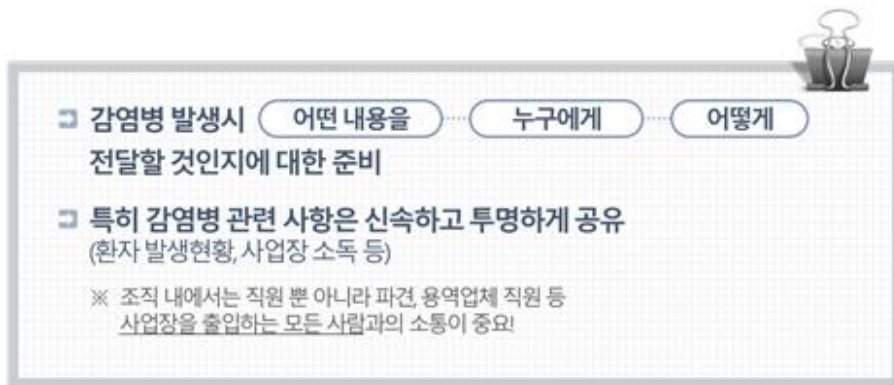 감염병 발생시 어떤 내용을 누구에게 어떻게
전달할 것인지에 대한 준비
특히 감염병 관련 사항은 신속하고 투명하게 공유
(환자 발생현황, 사업장 소독 등)
※ 조직 내에서는 직원 뿐 아니라 파견, 용역업체 직원 등
사업장을 출입하는 모든 사람과의 소통이 중요!